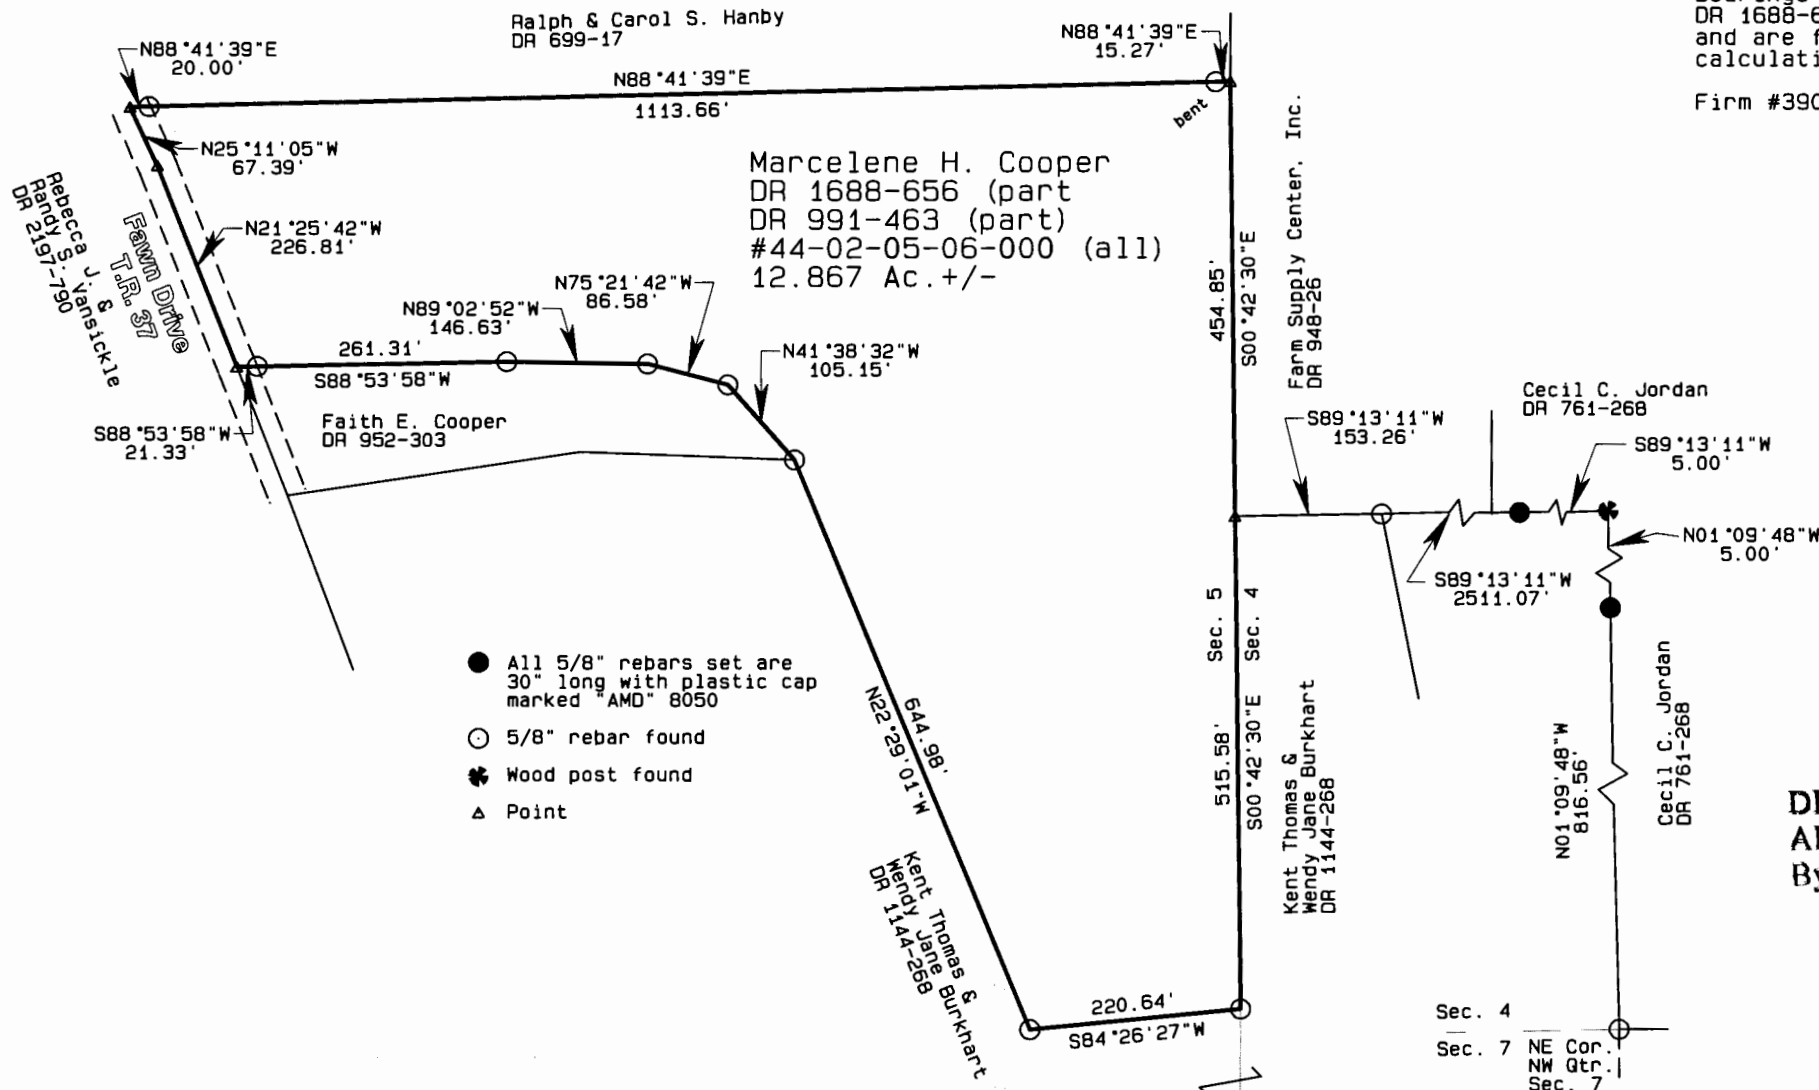 Ralph & Carol S. Hanby
DR 699-17
N88°41'39"E
20.00'
N88°41'39"E
1113.66'
N88°41'39"E
15.27'
bent
DR 1688-6
and are f
calculati
Firm #390
N25°11'05"W
67.39'
N21°25'42"W
226.81'
Rebecca J. &
Randy S. Vansickle
DR 2197-790
Fawn Drive
T.R. 37
Marcelene H. Cooper
DR 1688-656 (part
DR 991-463 (part)
#44-02-05-06-000 (all)
12.867 Ac.+/-
N75°21'42"W
86.58'
N89°02'52"W
146.63'
261.31'
S88°53'58"W
N41°38'32"W
105.15'
S88°53'58"W
21.33'
Faith E. Cooper
DR 952-303
454.85'
S00°42'30"E
Farm Supply Center, Inc.
DR 948-26
Cecil C. Jordan
DR 761-268
S89°13'11"W
153.26'
S89°13'11"W
5.00'
N01°09'48"W
5.00'
S89°13'11"W
2511.07'
Sec. 5
Sec. 4
All 5/8" rebars set are
30" long with plastic cap
marked "AMD" 8050
5/8" rebar found
Wood post found
Point
644.98'
N22°29'01"W
515.58'
S00°42'30"E
Kent Thomas &
Wendy Jane Burkhart
DR 1144-268
N01°09'48"W
816.56'
Cecil C. Jordan
DR 761-268
By
Kent Thomas &
Wendy Jane Burkhart
DR 1144-268
220.64'
S84°26'27"W
Sec. 4
Sec. 7
NE Cor.
NW Qtr.
Sec. 7